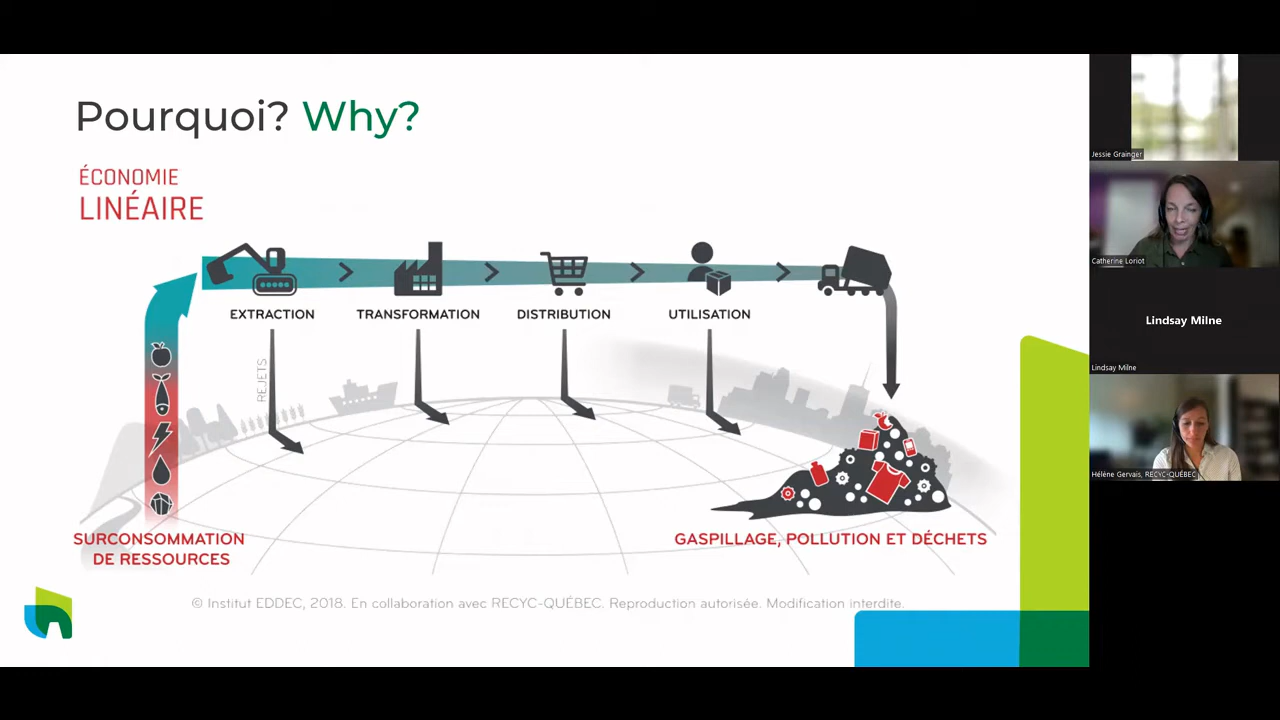 Pourquoi? Why?
ÉCONOMIE
LINÉAIRE
EXTRACTION
TRANSFORMATION
DISTRIBUTION
UTILISATION
REJETS
SURCONSOMMATION
DE RESSOURCES
GASPILLAGE, POLLUTION ET DÉCHETS
© Institut EDDEC, 2018. En collaboration avec RECYC-QUÉBEC. Reproduction autorisée. Modification interdite.
Jessie Grainger
Catherine Loriot
Lindsay Milne
Lindsay Milne
Hélène Gervais, RECYC-QUÉBEC